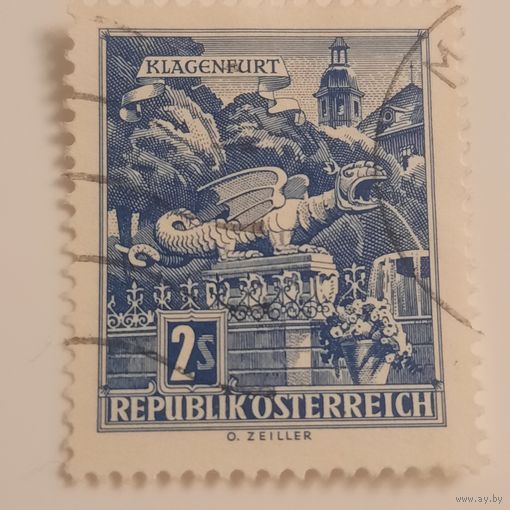 KLAGENFURT
2S
REPUBLIK ÖSTERREICH
O. ZEILLER
www.ay.by